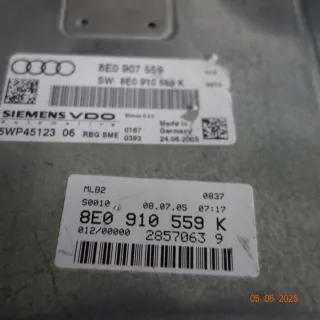 8E0 907 559
SW: 8E0 910 559 K
SIEMENS VDO
Automotive
5WP45123 06
RBG SME
0167
0393
Made in
Germany
24.06.2005
MLB2
0837
S0010
08.07.05 07:17
8E0 910 559 K
012/00000
2857063 9
05 06 2025